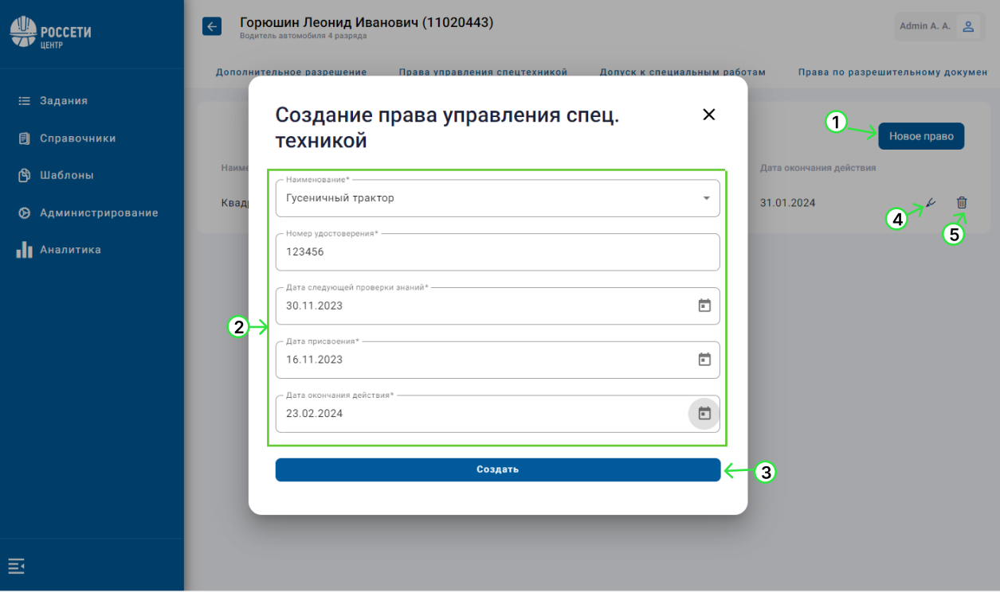 РОССЕТИ
ЦЕНТР
Горюшин Леонид Иванович (11020443)
Водитель автомобиля 4 разряда
Admin A. A.
Дополнительное разрешение
Права управления спецтехникой
Допуск к специальным работам
Права по разрешительному докумен
Задания
Справочники
Шаблоны
Администрирование
Аналитика
1
Новое право
Наиме
Дата окончания действия
Квад
31.01.2024
4
5
Создание права управления спец.
техникой
2
Наименование*
Гусеничный трактор
Номер удостоверения*
123456
Дата следующей проверки знаний*
30.11.2023
Дата присвоения*
16.11.2023
Дата окончания действия*
23.02.2024
Создать
3